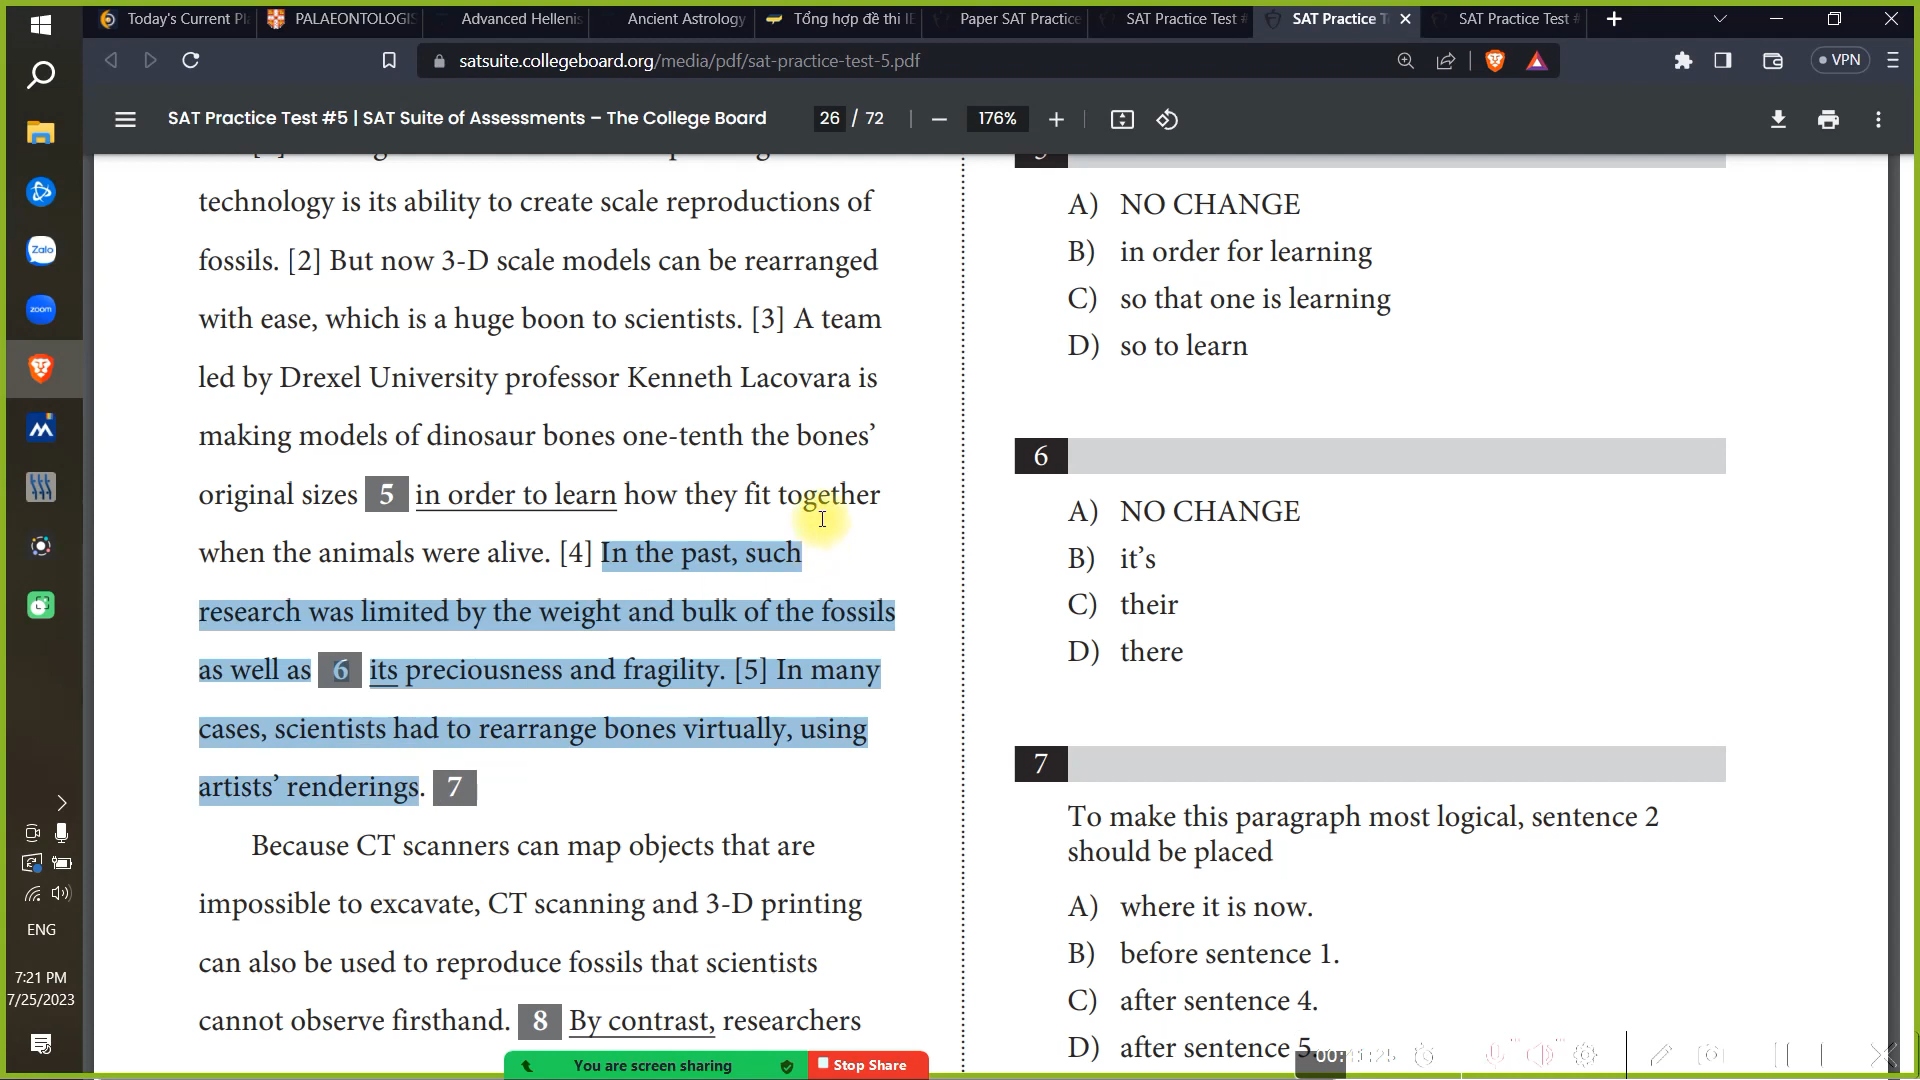 Today's Current Pl
PALAEONTOLOGIS
Advanced Hellenis
Ancient Astrology
Tổng hợp đề thi IE
Paper SAT Practice
SAT Practice Test #
SAT Practice T
SAT Practice Test #
satsuite.collegeboard.org/media/pdf/sat-practice-test-5.pdf
VPN
SAT Practice Test #5 | SAT Suite of Assessments – The College Board
26 / 72
176%
technology is its ability to create scale reproductions of
fossils. [2] But now 3-D scale models can be rearranged
with ease, which is a huge boon to scientists. [3] A team
led by Drexel University professor Kenneth Lacovara is
making models of dinosaur bones one-tenth the bones’
original sizes 5 in order to learn how they fit together
when the animals were alive. [4] In the past, such
research was limited by the weight and bulk of the fossils
as well as 6 its preciousness and fragility. [5] In many
cases, scientists had to rearrange bones virtually, using
artists’ renderings. 7
Because CT scanners can map objects that are
impossible to excavate, CT scanning and 3-D printing
can also be used to reproduce fossils that scientists
cannot observe firsthand. 8 By contrast, researchers
A) NO CHANGE
B) in order for learning
C) so that one is learning
D) so to learn
6
A) NO CHANGE
B) it’s
C) their
D) there
7
To make this paragraph most logical, sentence 2
should be placed
A) where it is now.
B) before sentence 1.
C) after sentence 4.
D) after sentence 5.
Zalo
zoom
ENG
7:21 PM
7/25/2023
You are screen sharing
Stop Share